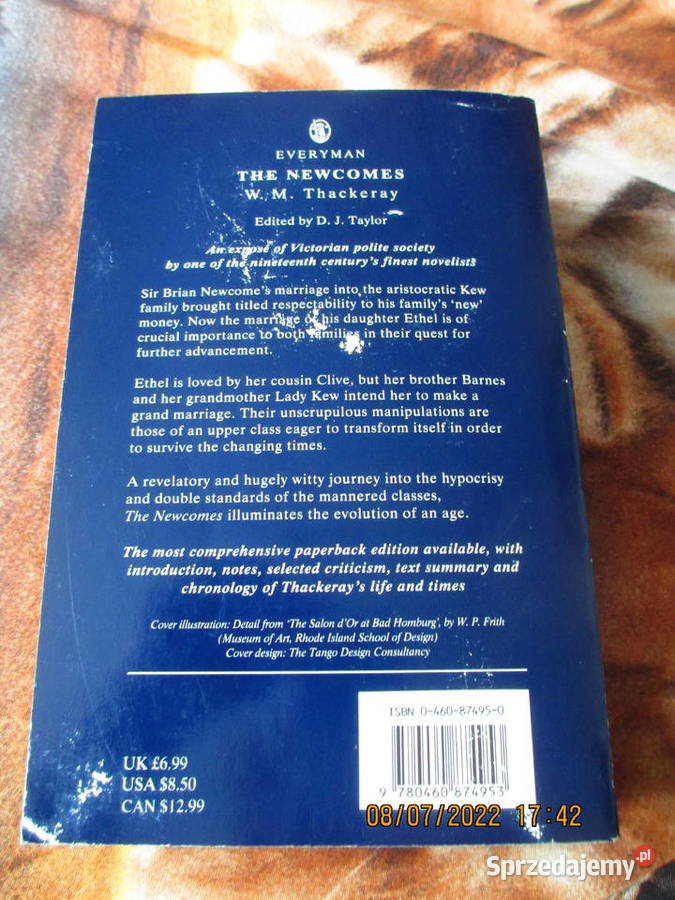 EVERYMAN
THE NEWCOMES
W. M. Thackeray
Edited by D. J. Taylor
An exposé of Victorian polite society
by one of the nineteenth century's finest novelists
Sir Brian Newcome's marriage into the aristocratic Kew
family brought titled respectability to his family's 'new'
money. Now the marriage of his daughter Ethel is of
crucial importance to both families in their quest for
further advancement.
Ethel is loved by her cousin Clive, but her brother Barnes
and her grandmother Lady Kew intend her to make a
grand marriage. Their unscrupulous manipulations are
those of an upper class eager to transform itself in order
to survive the changing times.
A revelatory and hugely witty journey into the hypocrisy
and double standards of the mannered classes,
The Newcomes illuminates the evolution of an age.
The most comprehensive paperback edition available, with
introduction, notes, selected criticism, text summary and
chronology of Thackeray's life and times
Cover illustration: Detail from 'The Salon d'Or at Bad Homburg', by W. P. Frith
(Museum of Art, Rhode Island School of Design)
Cover design: The Tango Design Consultancy
ISBN 0-460-87495-0
9 780460 874953
UK £6.99
USA $8.50
CAN $12.99
08/07/2022 17:42
Sprzedajemy.pl